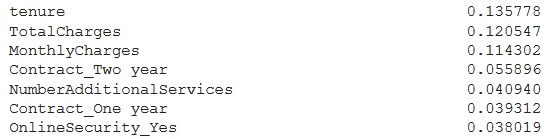 tenure 0.135778
TotalCharges 0.120547
MonthlyCharges 0.114302
Contract_Two year 0.055896
NumberAdditionalServices 0.040940
Contract_One year 0.039312
OnlineSecurity_Yes 0.038019